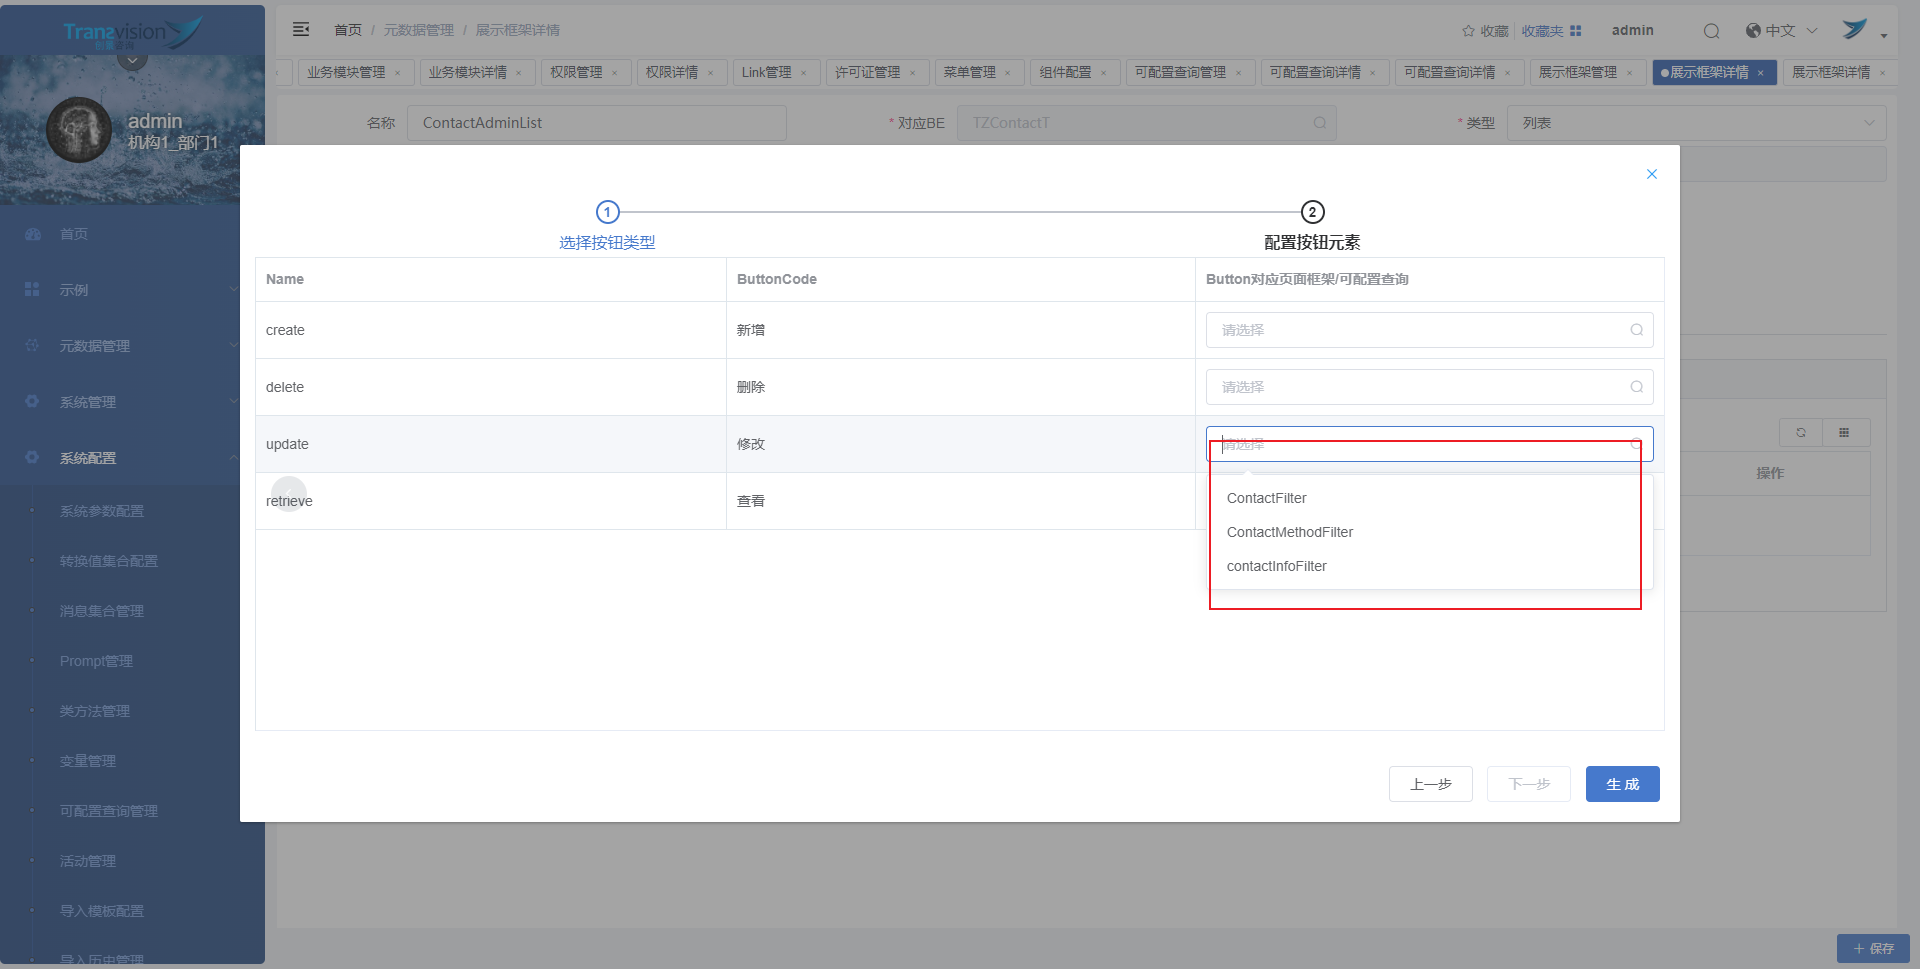 Tranzvision
创景咨询
首页 / 元数据管理 / 展示框架详情
收藏 收藏夹 admin 中文
业务模块管理 × 业务模块详情 × 权限管理 × 权限详情 × Link管理 × 许可证管理 × 菜单管理 × 组件配置 × 可配置查询管理 × 可配置查询详情 × 可配置查询详情 × 展示框架管理 × 展示框架详情 × 展示框架详情 ×
名称 ContactAdminList * 对应BE TZContactT * 类型 列表
admin
机构1_部门1
首页
示例
元数据管理
系统管理
系统配置
系统参数配置
转换值集合配置
消息集合管理
Prompt管理
类方法管理
变量管理
可配置查询管理
活动管理
导入模板配置
导入历史管理
1 2
选择按钮类型 配置按钮元素
Name ButtonCode Button对应页面框架/可配置查询
create 新增 请选择
delete 删除 请选择
update 修改 请选择
retrieve 查看
ContactFilter
ContactMethodFilter
contactInfoFilter
操作
上一步 下一步 生 成
+ 保存